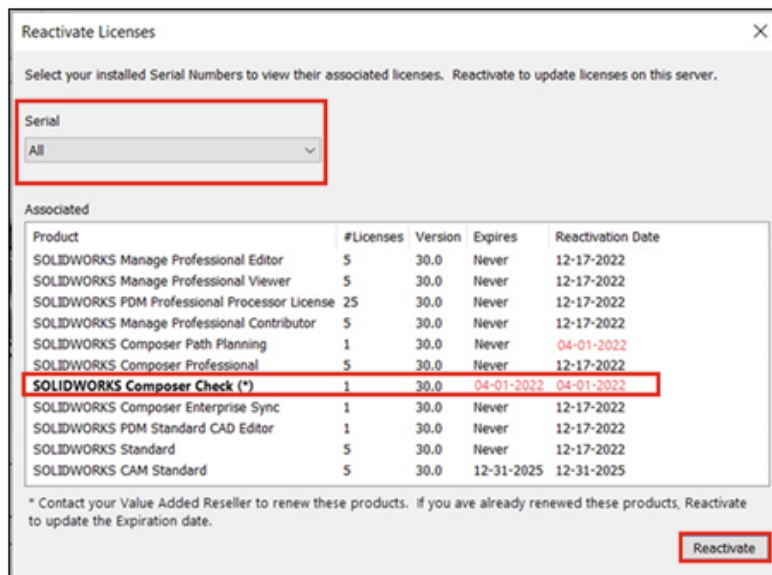 Reactivate Licenses
Select your installed Serial Numbers to view their associated licenses. Reactivate to update licenses on this server.
Serial
All
Associated
Product #Licenses Version Expires Reactivation Date
SOLIDWORKS Manage Professional Editor 5 30.0 Never 12-17-2022
SOLIDWORKS Manage Professional Viewer 5 30.0 Never 12-17-2022
SOLIDWORKS PDM Professional Processor License 25 30.0 Never 12-17-2022
SOLIDWORKS Manage Professional Contributor 5 30.0 Never 12-17-2022
SOLIDWORKS Composer Path Planning 1 30.0 Never 04-01-2022
SOLIDWORKS Composer Professional 5 30.0 Never 12-17-2022
SOLIDWORKS Composer Check (*) 1 30.0 04-01-2022 04-01-2022
SOLIDWORKS Composer Enterprise Sync 1 30.0 Never 12-17-2022
SOLIDWORKS PDM Standard CAD Editor 1 30.0 Never 12-17-2022
SOLIDWORKS Standard 5 30.0 Never 12-17-2022
SOLIDWORKS CAM Standard 5 30.0 12-31-2025 12-31-2025
* Contact your Value Added Reseller to renew these products. If you ave already renewed these products, Reactivate
to update the Expiration date.
Reactivate